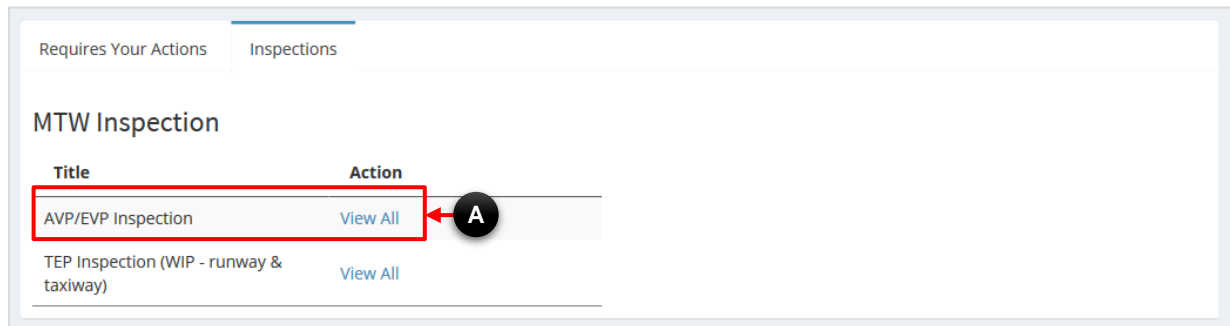 Requires Your Actions Inspections
MTW Inspection
Title Action
AVP/EVP Inspection View All A
TEP Inspection (WIP - runway &
taxiway) View All